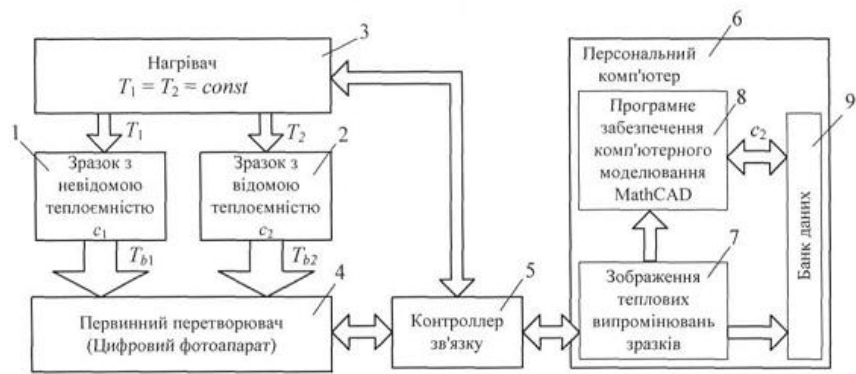 3
Нагрівач
T₁ = T₂ = const
T₁
T₂
1
Зразок з
невідомою
теплоємністю
c₁
2
Зразок з
відомою
теплоємністю
c₂
T_b1
T_b2
4
Первинний перетворювач
(Цифровий фотоапарат)
5
Контроллер
зв'язку
6
Персональний
комп'ютер
8
Програмне
забезпечення
комп'ютерного
моделювання
MathCAD
c₂
9
Банк даних
7
Зображення
теплових
випромінювань
зразків